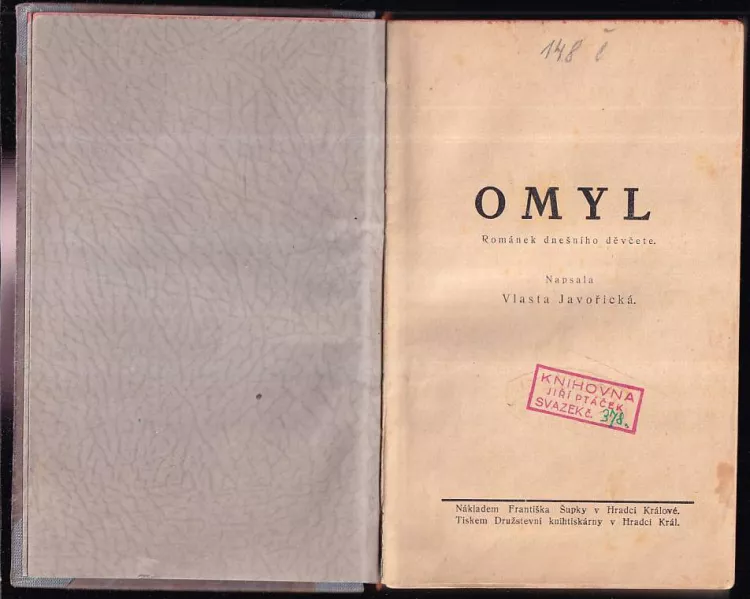 148 č
OMYL
Románek dnešního děvčete.
Napsala
Vlasta Javořická.
KNIHOVNA
JIŘÍ PTÁČEK
SVAZEK č. 378.
Nákladem Františka Šupky v Hradci Králové.
Tiskem Družstevní knihtiskárny v Hradci Král.